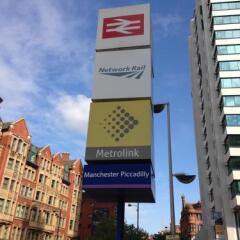 Network Rail
Metrolink
Manchester Piccadilly